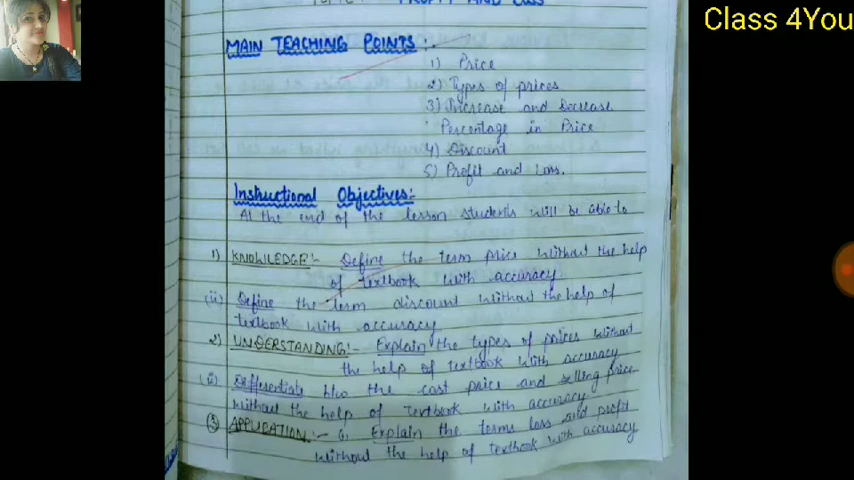 TOPIC: PROFIT AND LOSS
Class 4You
MAIN TEACHING POINTS :-
1) Price
2) Types of prices
3) Increase and Decrease
Percentage in Price
4) Discount
5) Profit and Loss.
Instructional Objectives:-
At the end of the lesson students will be able to
1) KNOWLEDGE:- Define the term price without the help
of textbook with accuracy
(ii) Define the term discount without the help of
textbook with accuracy
2) UNDERSTANDING:- Explain the types of prices without
the help of textbook with accuracy
(ii) Differentiate b/w the cost price and selling price
without the help of textbook with accuracy
3) APPLICATION:- (i) Explain the terms loss and profit
without the help of textbook with accuracy